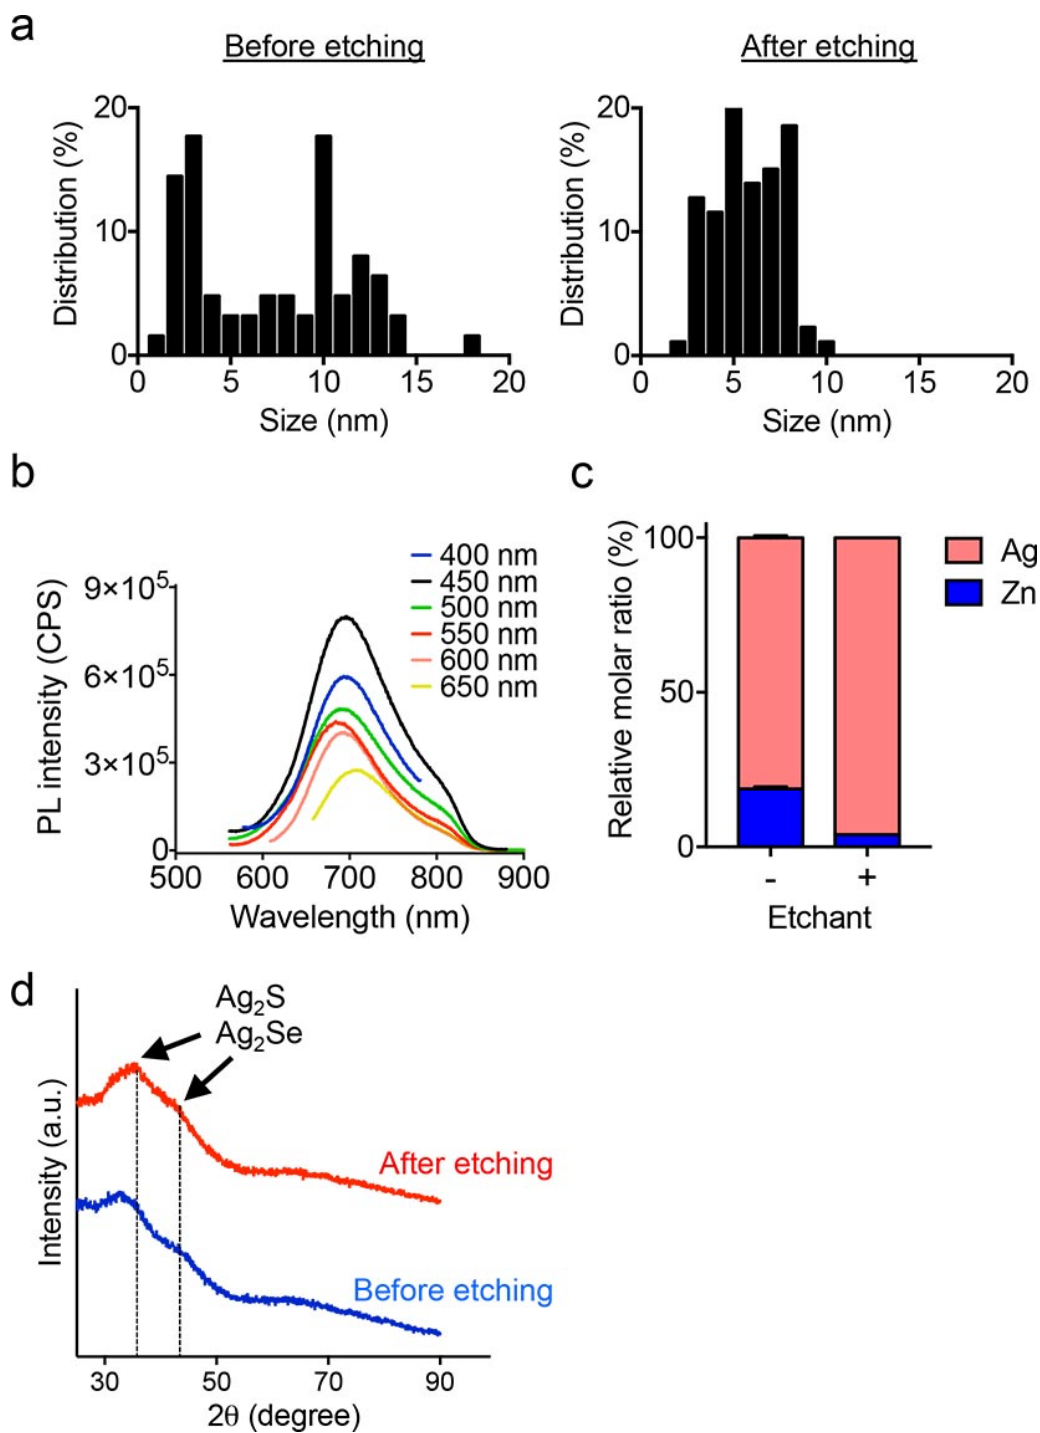 a
Before etching
After etching
Distribution (%)
20
10
0
0 5 10 15 20
Size (nm)
Distribution (%)
20
10
0
0 5 10 15 20
Size (nm)
b
PL intensity (CPS)
9×10⁵
6×10⁵
3×10⁵
0
500 600 700 800 900
Wavelength (nm)
400 nm
450 nm
500 nm
550 nm
600 nm
650 nm
c
Relative molar ratio (%)
100
50
0
- +
Etchant
Ag
Zn
d
Intensity (a.u.)
Ag₂S
Ag₂Se
After etching
Before etching
30 50 70 90
2θ (degree)